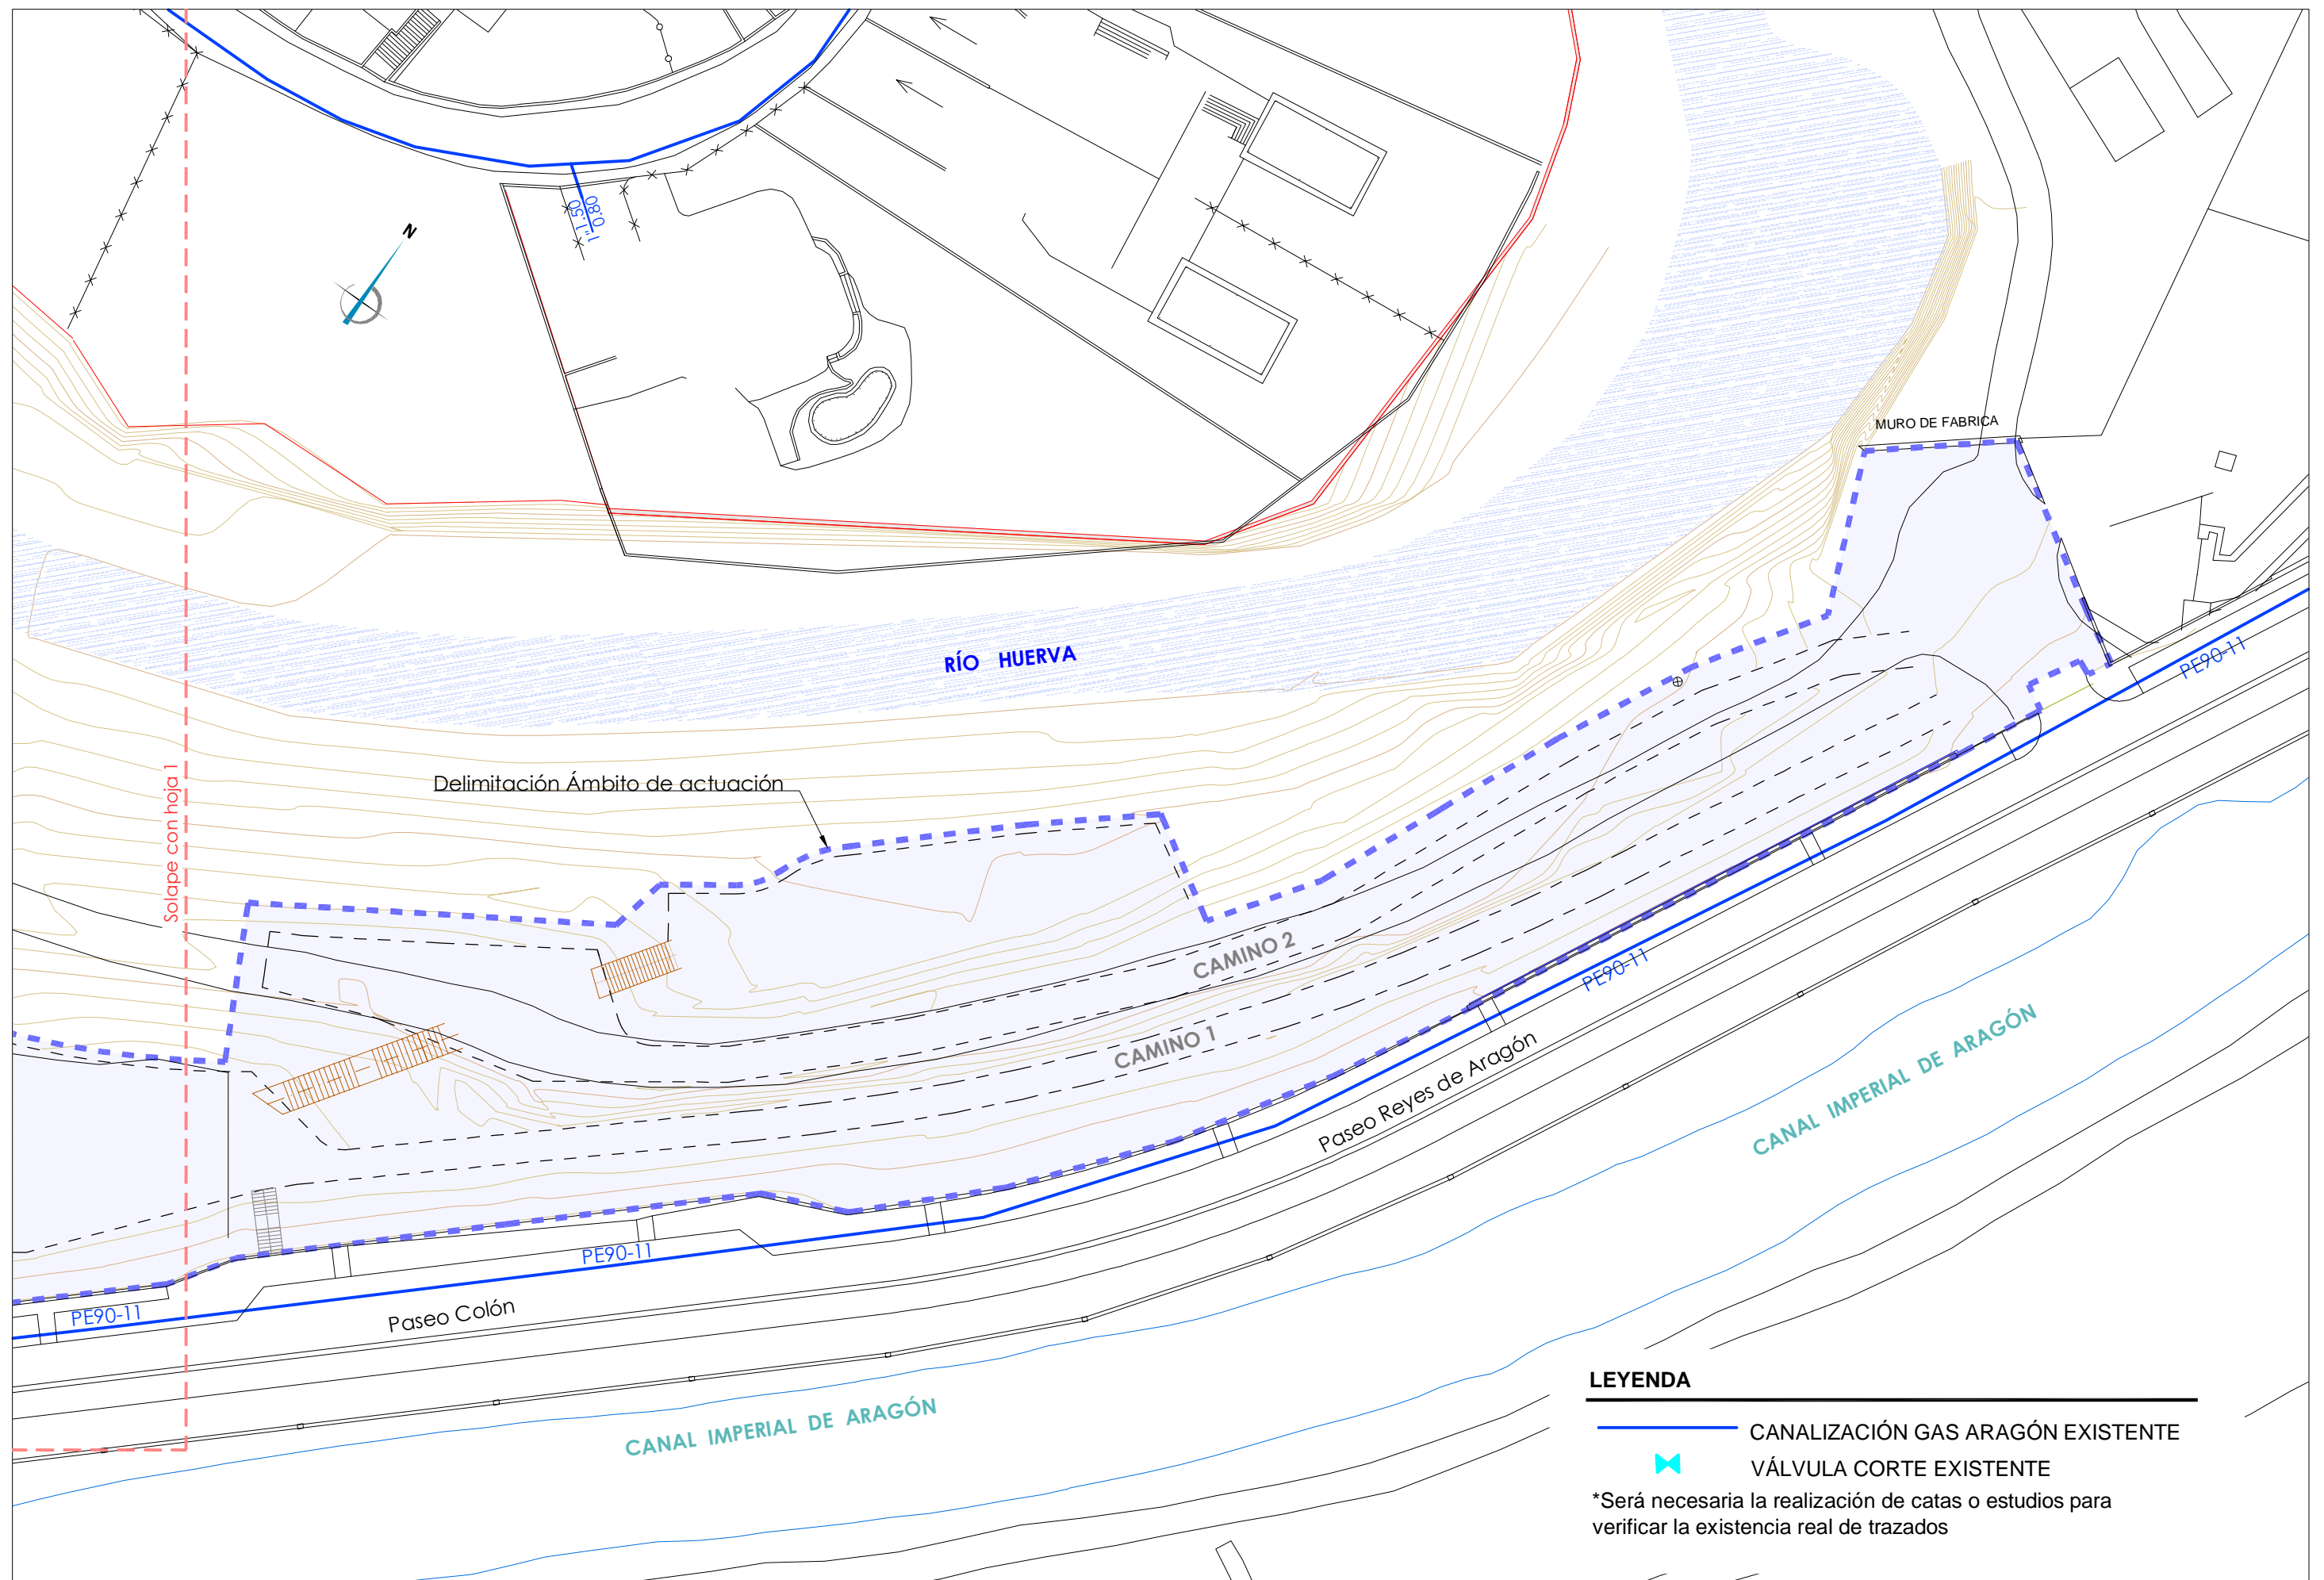 N
1" 1.50
0.80
MURO DE FABRICA
RÍO HUERVA
PE90-11
Delimitación Ámbito de actuación
Solape con hoja 1
CAMINO 2
PE90-11
CAMINO 1
Paseo Reyes de Aragón
CANAL IMPERIAL DE ARAGÓN
PE90-11
PE90-11
Paseo Colón
CANAL IMPERIAL DE ARAGÓN
LEYENDA
CANALIZACIÓN GAS ARAGÓN EXISTENTE
VÁLVULA CORTE EXISTENTE
*Será necesaria la realización de catas o estudios para
verificar la existencia real de trazados